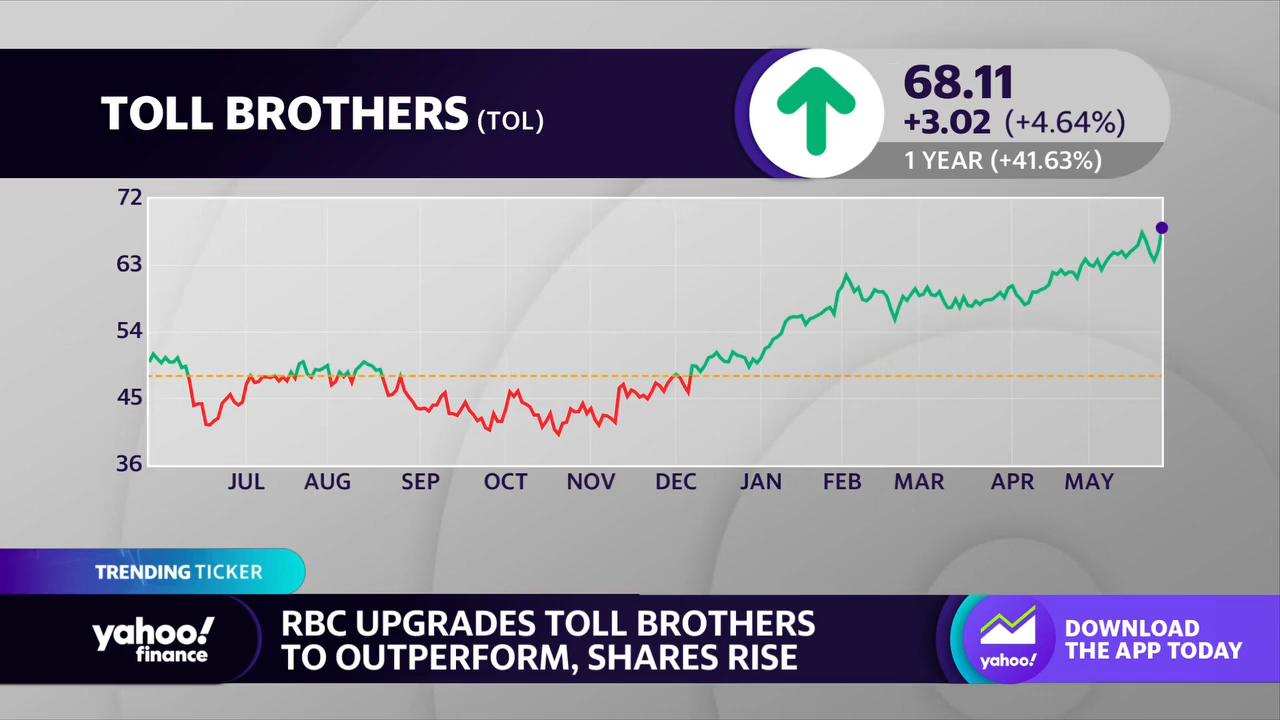 TOLL BROTHERS (TOL)
68.11
+3.02 (+4.64%)
1 YEAR (+41.63%)
72
63
54
45
36
JUL AUG SEP OCT NOV DEC JAN FEB MAR APR MAY
TRENDING TICKER
yahoo!
finance
RBC UPGRADES TOLL BROTHERS
TO OUTPERFORM, SHARES RISE
yahoo!
DOWNLOAD
THE APP TODAY